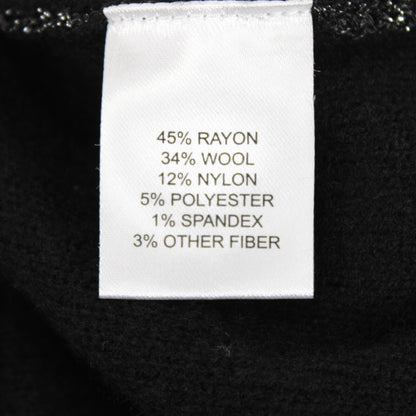 45% RAYON
34% WOOL
12% NYLON
5% POLYESTER
1% SPANDEX
3% OTHER FIBER